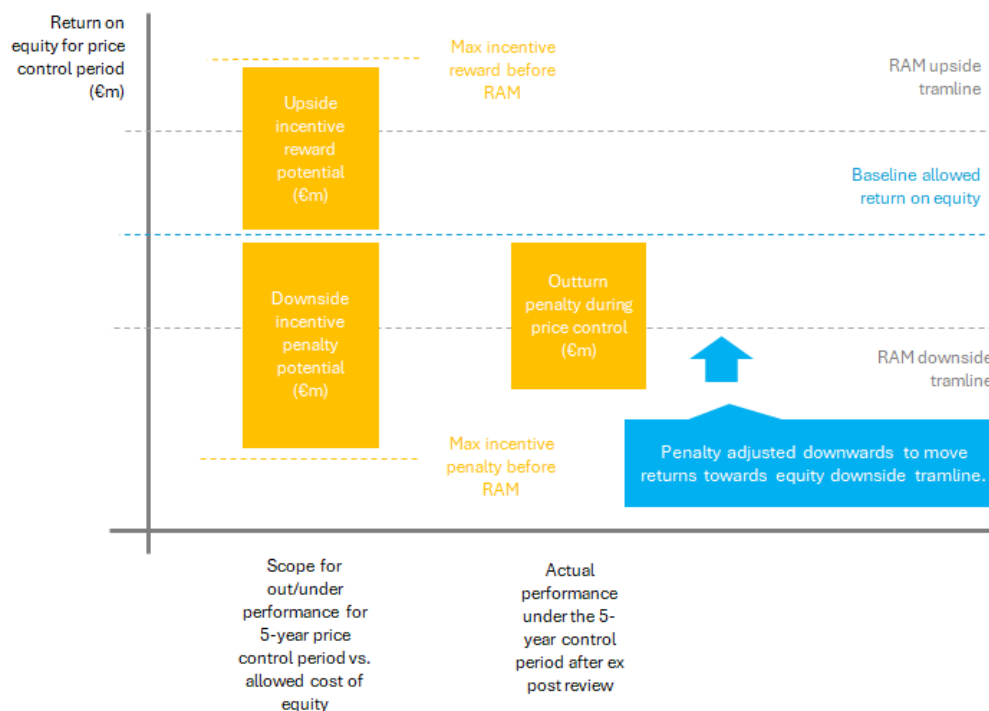 Return on
equity for price
control period
(€m)
Max incentive
reward before
RAM
RAM upside
tramline
Upside
incentive
reward
potential
(€m)
Baseline allowed
return on equity
Downside
incentive
penalty
potential
(€m)
Outturn
penalty during
price control
(€m)
RAM downside
tramline
Max incentive
penalty before
RAM
Penalty adjusted downwards to move
returns towards equity downside tramline.
Scope for
out/under
performance for
5-year price
control period vs.
allowed cost of
equity
Actual
performance
under the 5-
year control
period after ex
post review